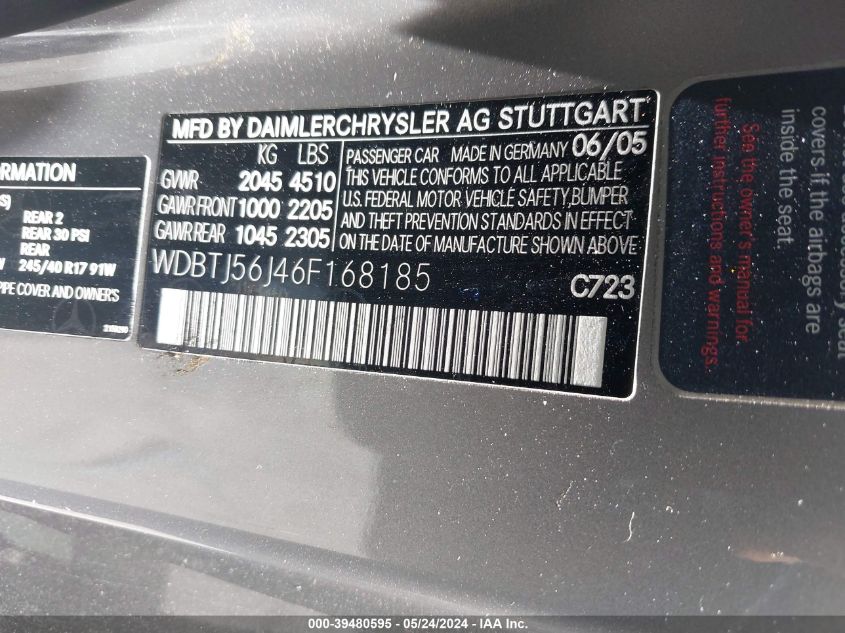 ORMATION
S)
REAR 2
REAR 30 PSI
REAR
W 245/40 R17 91W
PIPE COVER AND OWNER'S
MFD BY DAIMLERCHRYSLER AG STUTTGART
KG LBS
GVWR 2045 4510
GAWR FRONT 1000 2205
GAWR REAR 1045 2305
PASSENGER CAR MADE IN GERMANY 06/05
THIS VEHICLE CONFORMS TO ALL APPLICABLE
U.S. FEDERAL MOTOR VEHICLE SAFETY, BUMPER
AND THEFT PREVENTION STANDARDS IN EFFECT
ON THE DATE OF MANUFACTURE SHOWN ABOVE.
WDBTJ56J46F168185
C723
seat
covers if the airbags are
inside the seat.
See the owner's manual for
further instructions and warnings.
000-39480595 - 05/24/2024 - IAA Inc.